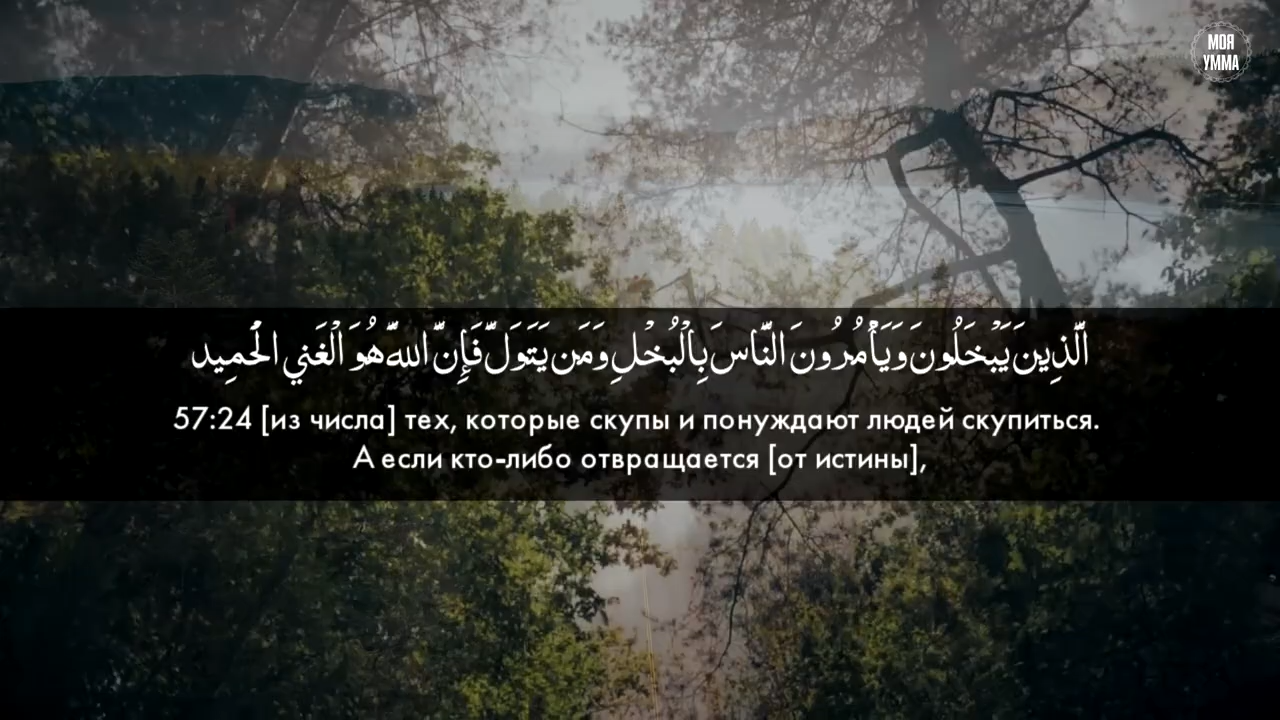 МОЯ
УММА
الَّذِينَ يَبْخَلُونَ وَيَأْمُرُونَ النَّاسَ بِالْبُخْلِ وَمَن يَتَوَلَّ فَإِنَّ اللَّهَ هُوَ الْغَنِي الْحَمِيد
57:24 [из числа] тех, которые скупы и понуждают людей скупиться.
А если кто-либо отвращается [от истины],